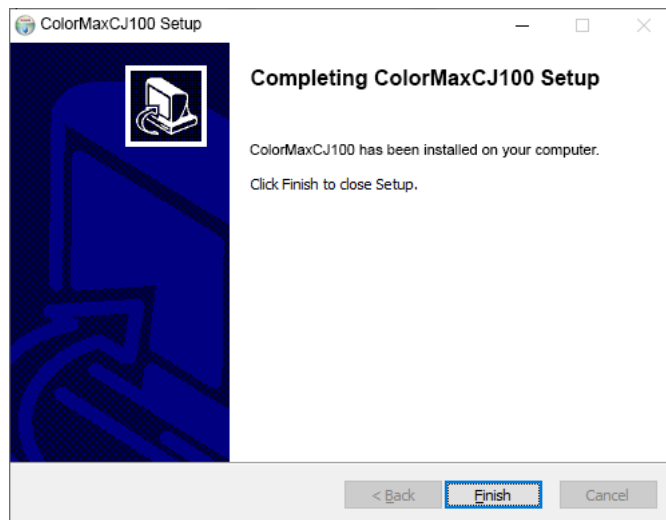 ColorMaxCJ100 Setup
Completing ColorMaxCJ100 Setup
ColorMaxCJ100 has been installed on your computer.
Click Finish to close Setup.
< Back Finish Cancel